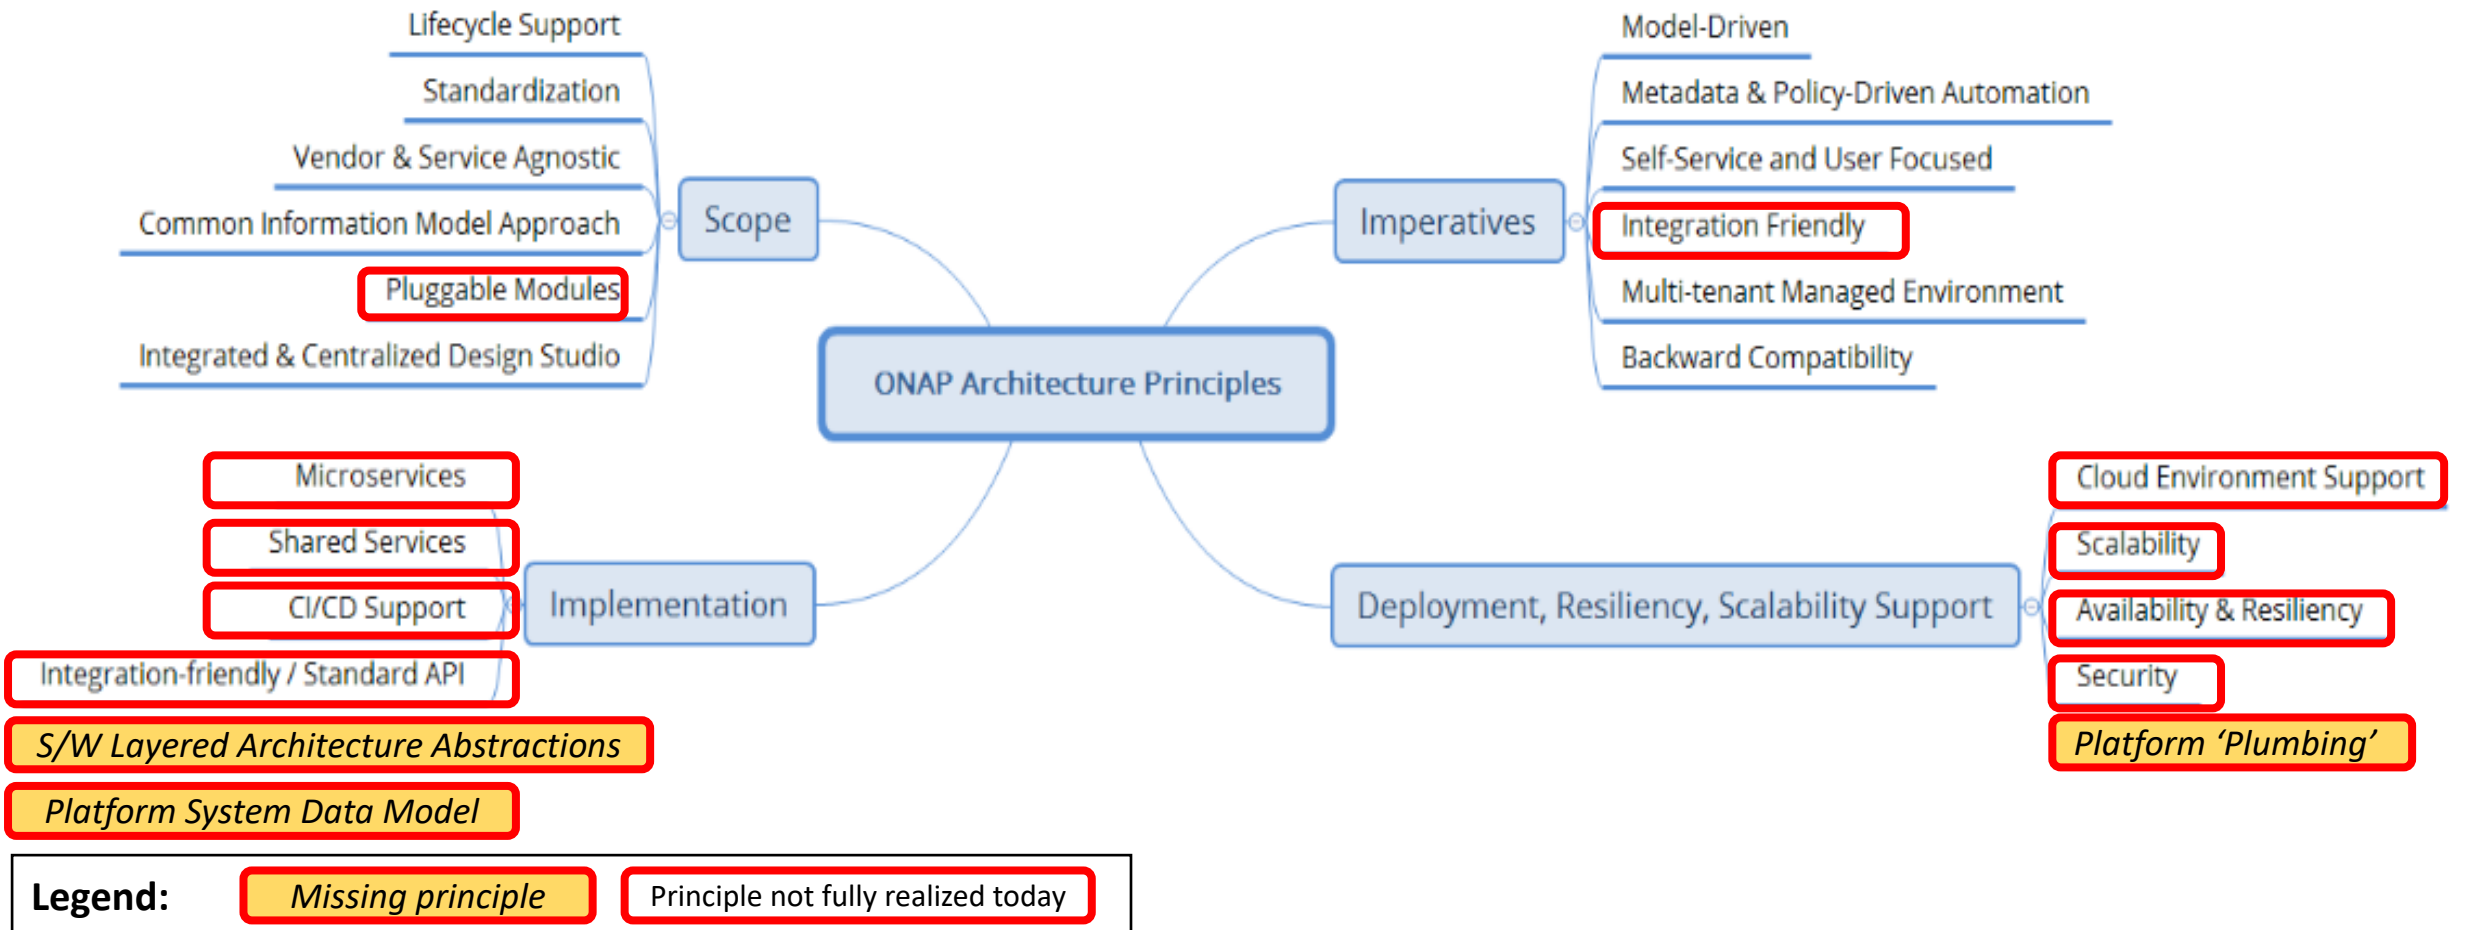 Lifecycle Support
Standardization
Vendor & Service Agnostic
Common Information Model Approach
Pluggable Modules
Integrated & Centralized Design Studio
Scope
Model-Driven
Metadata & Policy-Driven Automation
Self-Service and User Focused
Integration Friendly
Multi-tenant Managed Environment
Backward Compatibility
Imperatives
ONAP Architecture Principles
Microservices
Shared Services
CI/CD Support
Integration-friendly / Standard API
S/W Layered Architecture Abstractions
Platform System Data Model
Implementation
Deployment, Resiliency, Scalability Support
Cloud Environment Support
Scalability
Availability & Resiliency
Security
Platform ‘Plumbing’
Legend:
Missing principle
Principle not fully realized today